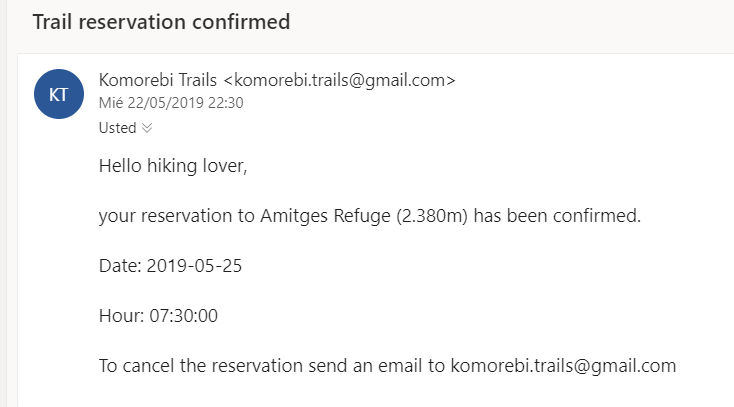 Trail reservation confirmed
KT
Komorebi Trails <komorebi.trails@gmail.com>
Mié 22/05/2019 22:30
Usted
Hello hiking lover,
your reservation to Amitges Refuge (2.380m) has been confirmed.
Date: 2019-05-25
Hour: 07:30:00
To cancel the reservation send an email to komorebi.trails@gmail.com